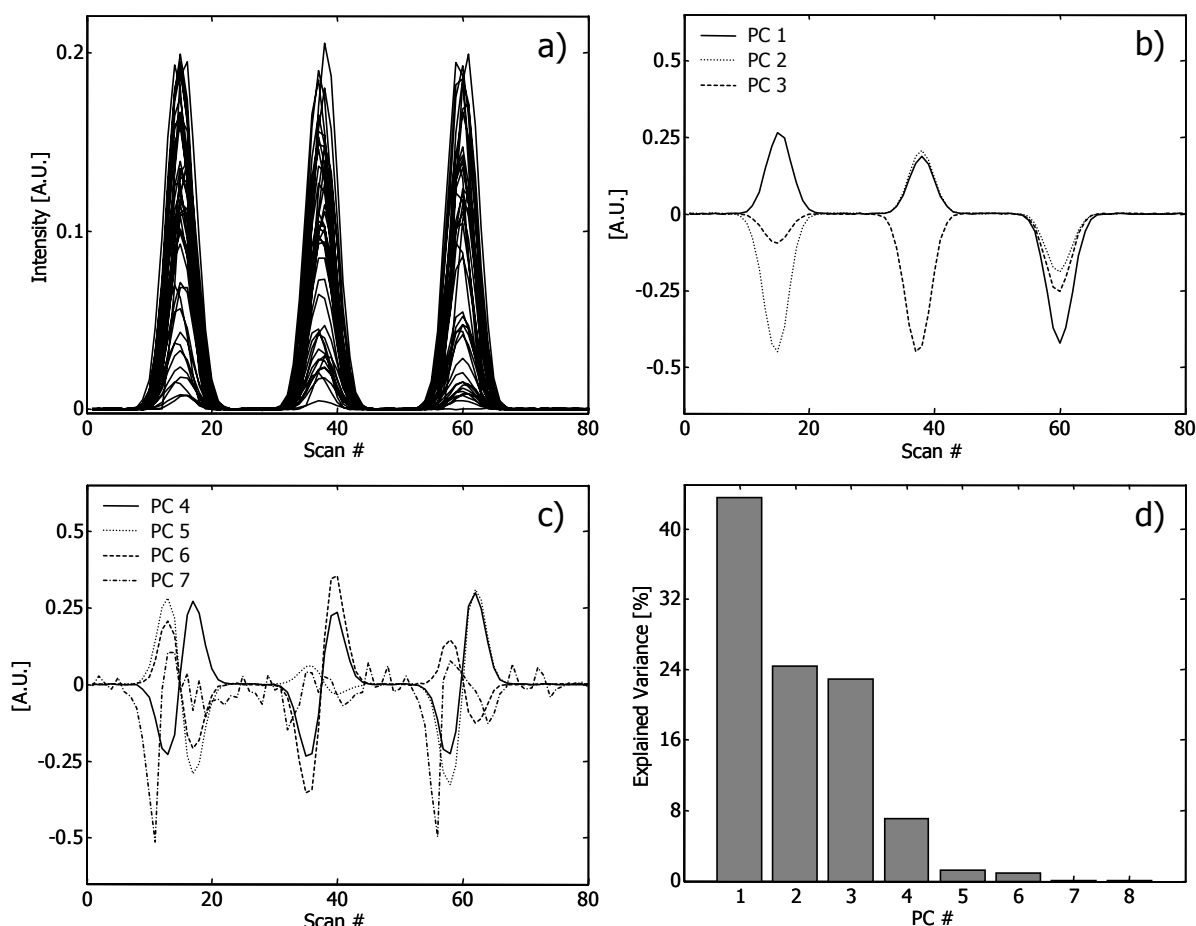 a)
0.2
0.1
0
Intensity [A.U.]
0 20 40 60 80
Scan #
b)
PC 1
PC 2
PC 3
0.5
0.25
0
-0.25
-0.5
[A.U.]
0 20 40 60 80
Scan #
c)
PC 4
PC 5
PC 6
PC 7
0.5
0.25
0
-0.25
-0.5
[A.U.]
0 20 40 60 80
Scan #
d)
40
32
24
16
8
0
Explained Variance [%]
1 2 3 4 5 6 7 8
PC #